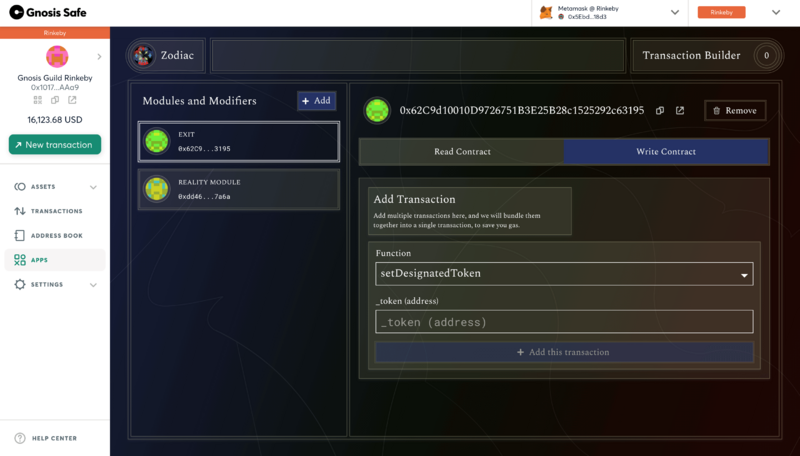 Gnosis Safe
Metamask @ Rinkeby
0x5Ebd...18d3
Rinkeby
Rinkeby
Gnosis Guild Rinkeby
0x1017...AAa9
16,123.68 USD
New transaction
ASSETS
TRANSACTIONS
ADDRESS BOOK
APPS
SETTINGS
HELP CENTER
Zodiac
Transaction Builder
0
Modules and Modifiers
+ Add
EXIT
0x62C9...3195
REALITY MODULE
0xdd46...7a6a
0x62C9d10010D9726751B3E25B28c1525292c63195
Remove
Read Contract
Write Contract
Add Transaction
Add multiple transactions here, and we will bundle them
together into a single transaction, to save you gas.
Function
setDesignatedToken
_token (address)
_token (address)
+ Add this transaction